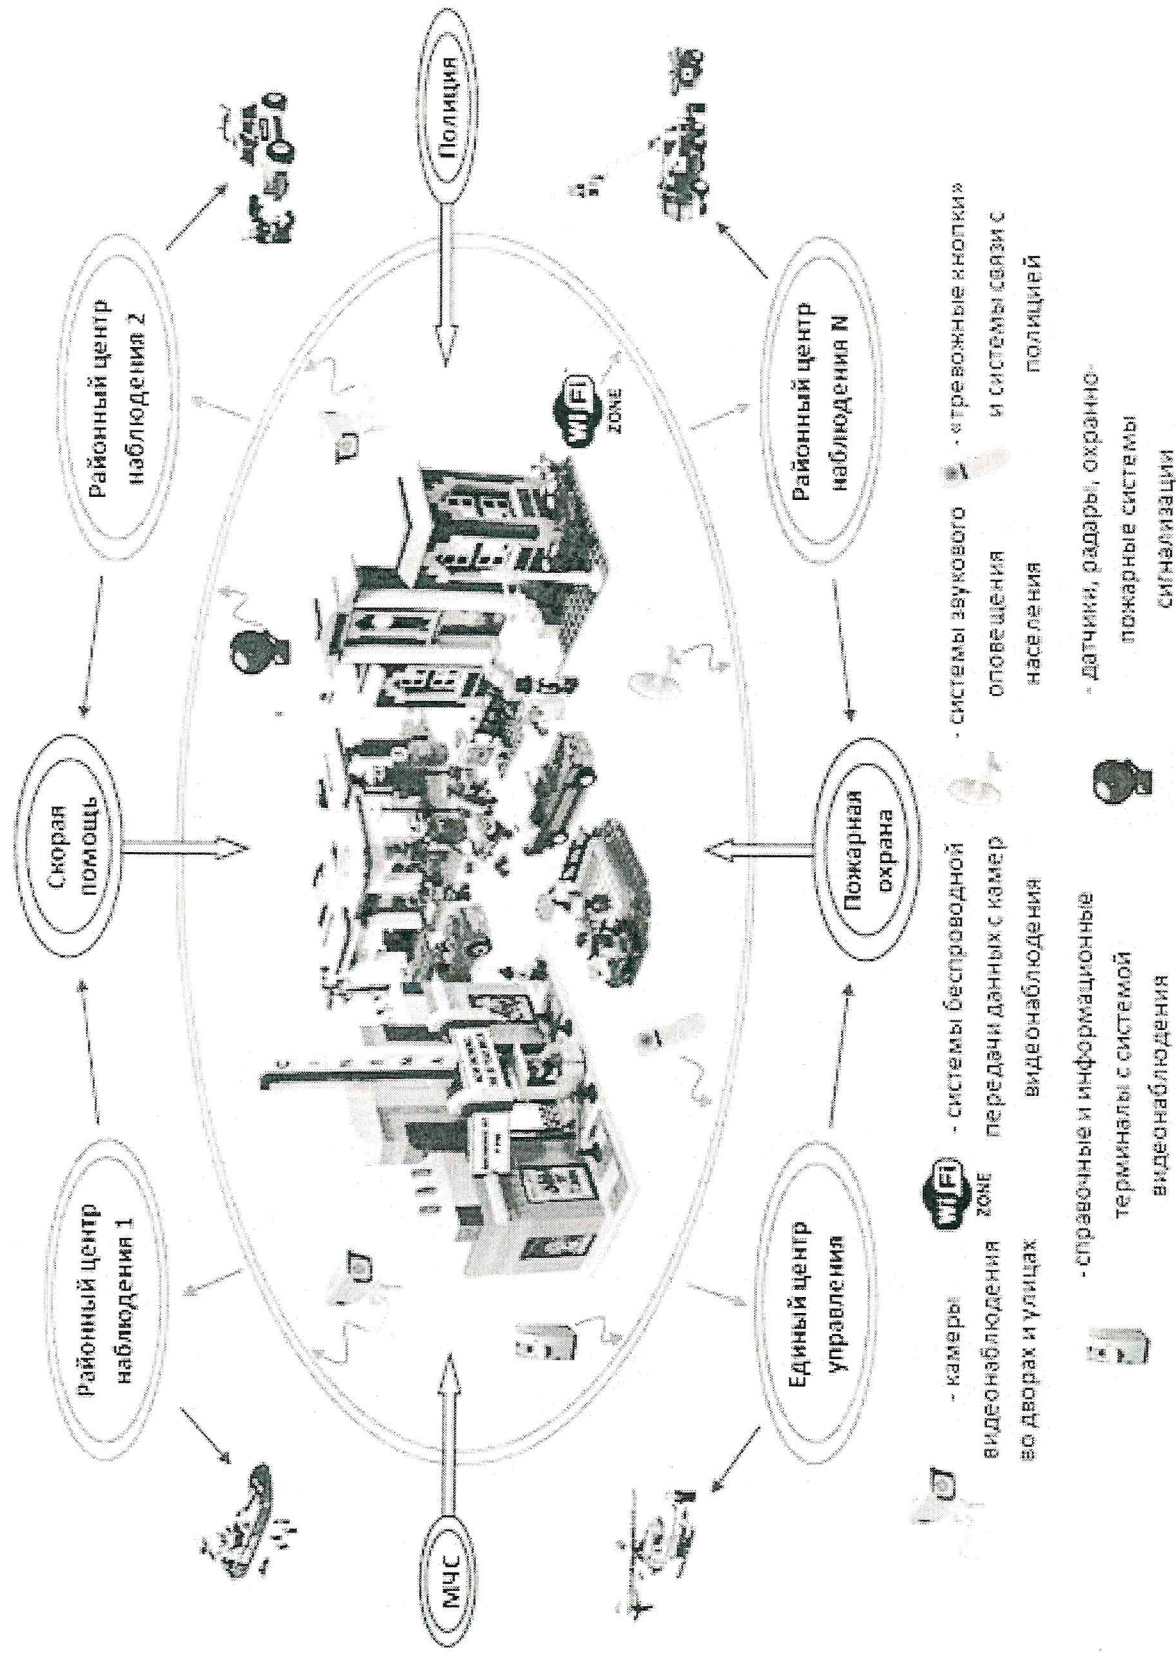 Районный центр
наблюдения 1
Скорая
помощь
Районный центр
наблюдения 2
МЧС
Полиция
CINEMA
Wi Fi
ZONE
Единый центр
управления
Пожарная
охрана
Районный центр
наблюдения N
- камеры
видеонаблюдения
во дворах и улицах
Wi Fi
ZONE
- системы беспроводной
передачи данных с камер
видеонаблюдения
- системы звукового
оповещения
населения
- «тревожные кнопки»
и системы связи с
полицией
- справочные и информационные
терминалы с системой
видеонаблюдения
- датчики, радары, охранно-
пожарные системы
сигнализации